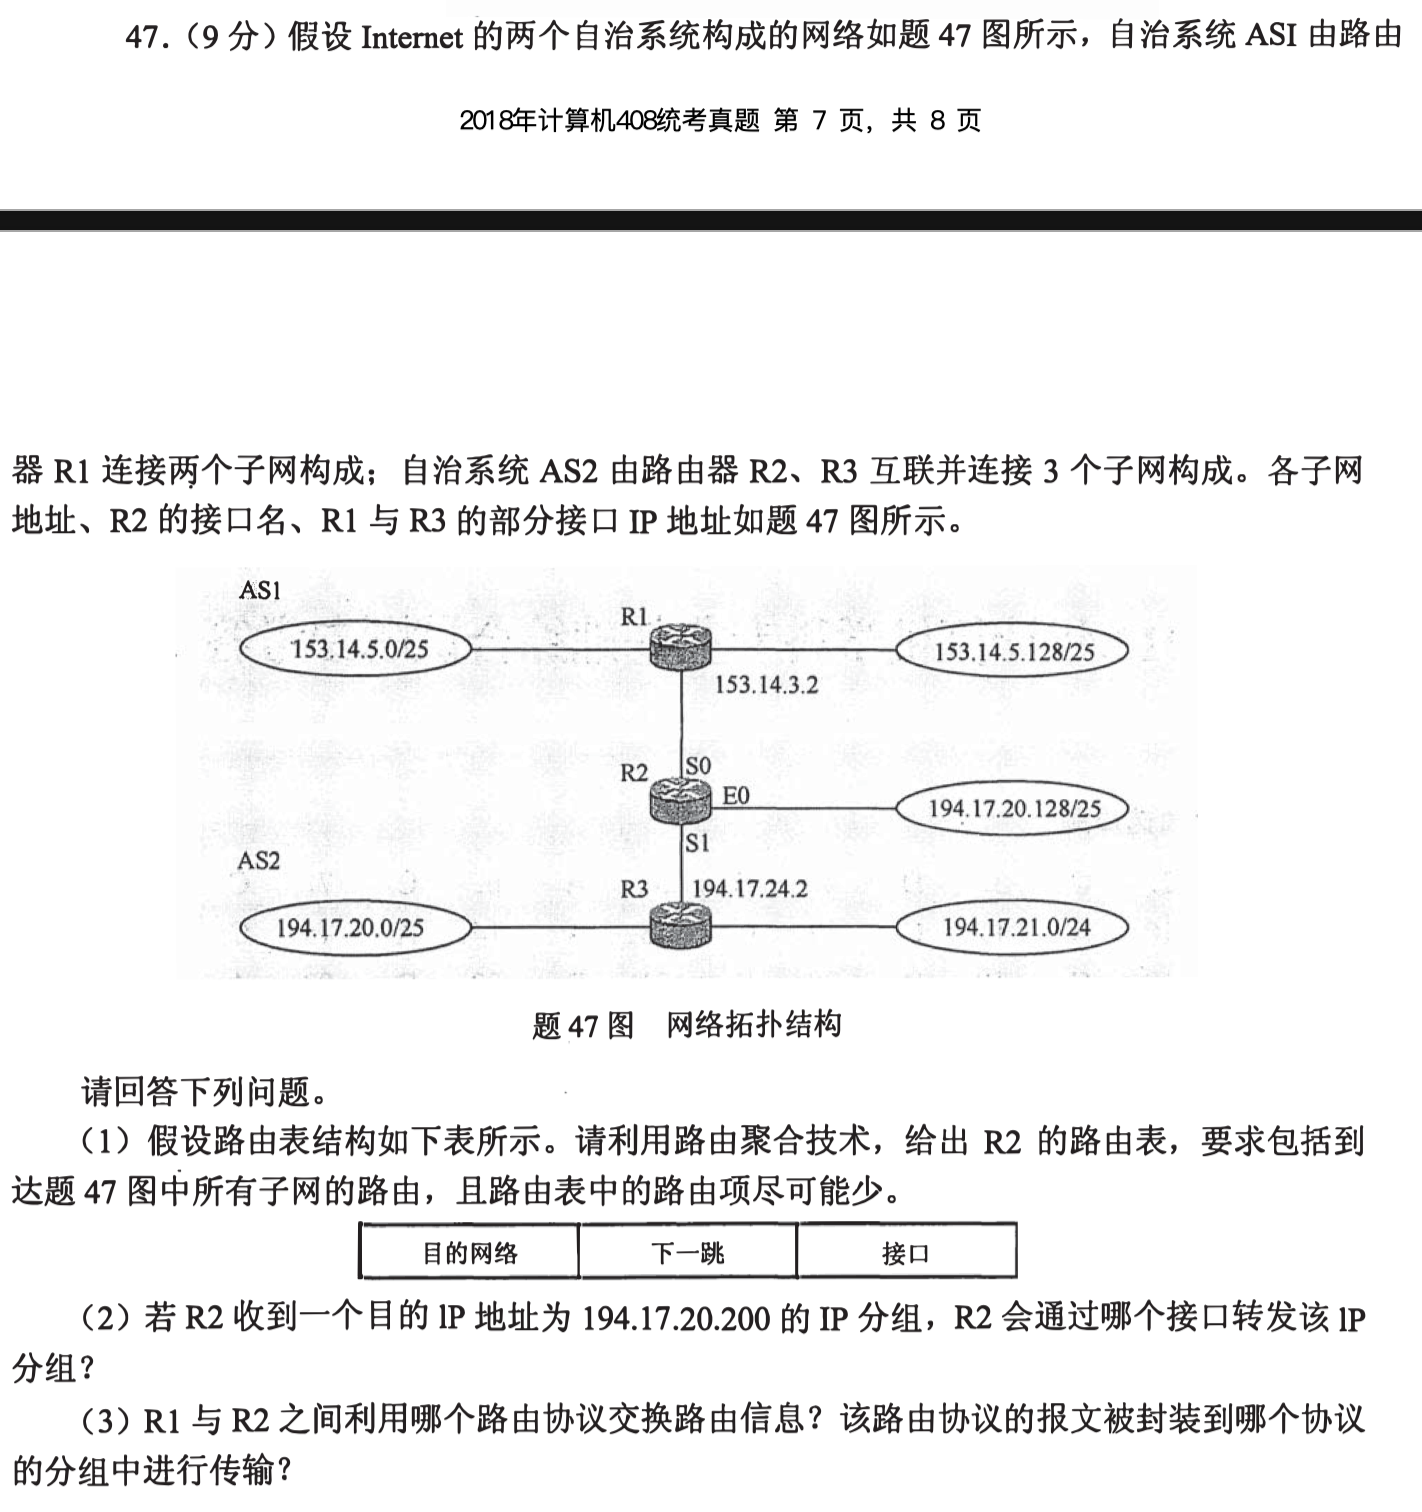 47.（9 分）假设 Internet 的两个自治系统构成的网络如题 47 图所示，自治系统 ASI 由路由
2018年计算机408统考真题 第 7 页，共 8 页
器 R1 连接两个子网构成；自治系统 AS2 由路由器 R2、R3 互联并连接 3 个子网构成。各子网
地址、R2 的接口名、R1 与 R3 的部分接口 IP 地址如题 47 图所示。
AS1
R1
153.14.5.0/25
153.14.5.128/25
153.14.3.2
R2
S0
E0
194.17.20.128/25
S1
AS2
R3
194.17.24.2
194.17.20.0/25
194.17.21.0/24
题 47 图 网络拓扑结构
请回答下列问题。
（1）假设路由表结构如下表所示。请利用路由聚合技术，给出 R2 的路由表，要求包括到
达题 47 图中所有子网的路由，且路由表中的路由项尽可能少。
目的网络 下一跳 接口
（2）若 R2 收到一个目的 lP 地址为 194.17.20.200 的 IP 分组，R2 会通过哪个接口转发该 lP
分组？
（3）R1 与 R2 之间利用哪个路由协议交换路由信息？该路由协议的报文被封装到哪个协议
的分组中进行传输？